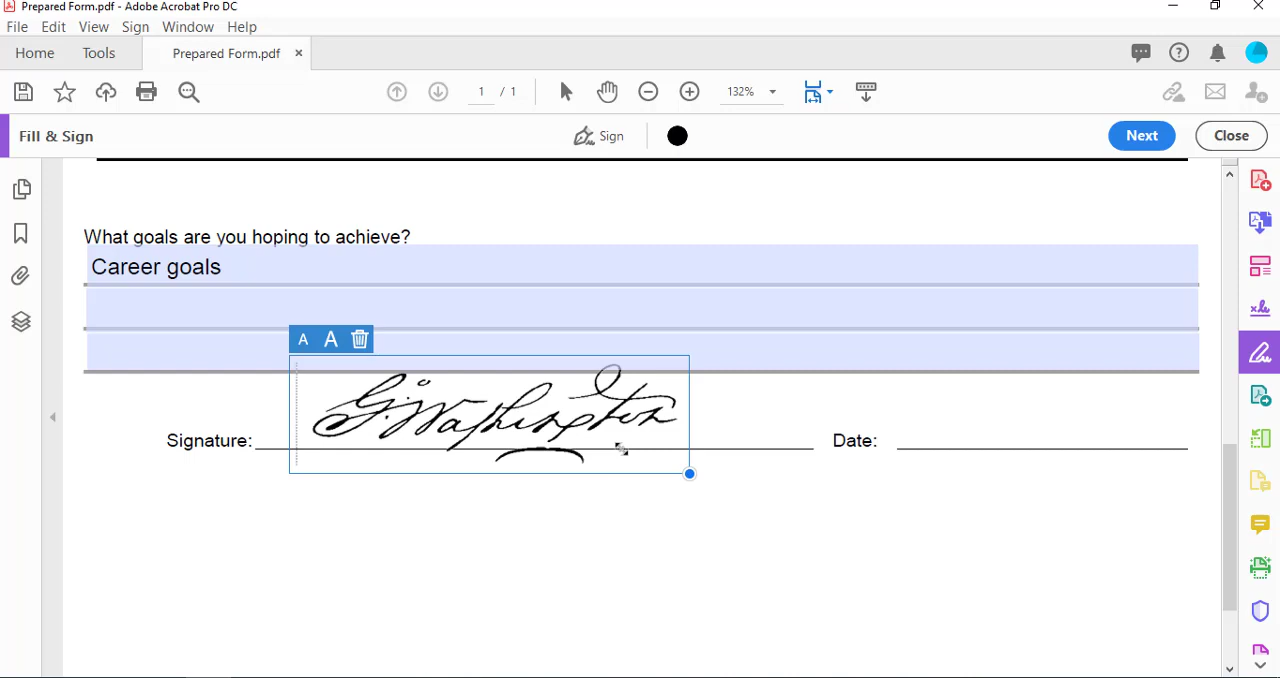 Prepared Form.pdf - Adobe Acrobat Pro DC
File Edit View Sign Window Help
Home Tools Prepared Form.pdf ×
1 / 1 132%
Fill & Sign Sign Next Close
What goals are you hoping to achieve?
Career goals
A A
Signature: G:Washington Date: